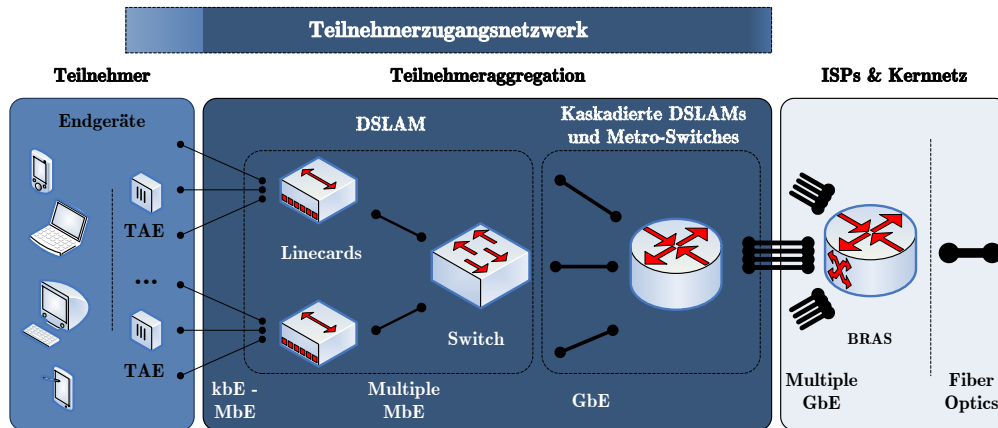 Teilnehmerzugangsnetzwerk
Teilnehmer
Teilnehmeraggregation
ISPs & Kernnetz
Endgeräte
DSLAM
Kaskadierte DSLAMs
und Metro-Switches
TAE
Linecards
...
Switch
BRAS
TAE
kbE -
MbE
Multiple
MbE
GbE
Multiple
GbE
Fiber
Optics